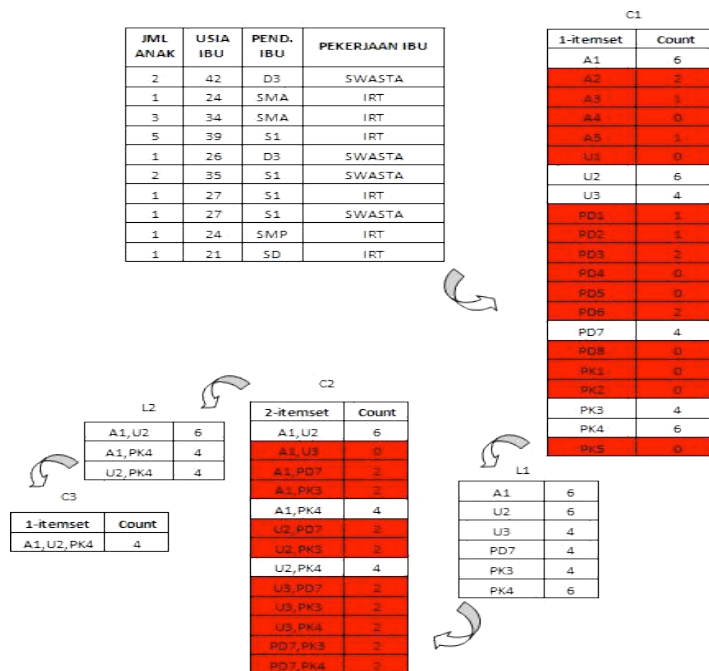 JML ANAK USIA IBU PEND. IBU PEKERJAAN IBU
2 42 D3 SWASTA
1 24 SMA IRT
3 34 SMA IRT
5 39 S1 IRT
1 26 D3 SWASTA
2 35 S1 SWASTA
1 27 S1 IRT
1 27 S1 SWASTA
1 24 SMP IRT
1 21 SD IRT
C1
1-itemset Count
A1 6
A2 2
A3 1
A4 0
A5 1
U1 0
U2 6
U3 4
PD1 1
PD2 1
PD3 2
PD4 0
PD5 0
PD6 2
PD7 4
PD8 0
PK1 0
PK2 0
PK3 4
PK4 6
PK5 0
L1
A1 6
U2 6
U3 4
PD7 4
PK3 4
PK4 6
C2
2-itemset Count
A1,U2 6
A1,U3 0
A1,PD7 2
A1,PK3 2
A1,PK4 4
U2,PD7 2
U2,PK3 2
U2,PK4 4
U3,PD7 2
U3,PK3 2
U3,PK4 2
PD7,PK3 2
PD7,PK4 2
L2
A1,U2 6
A1,PK4 4
U2,PK4 4
C3
1-itemset Count
A1,U2,PK4 4